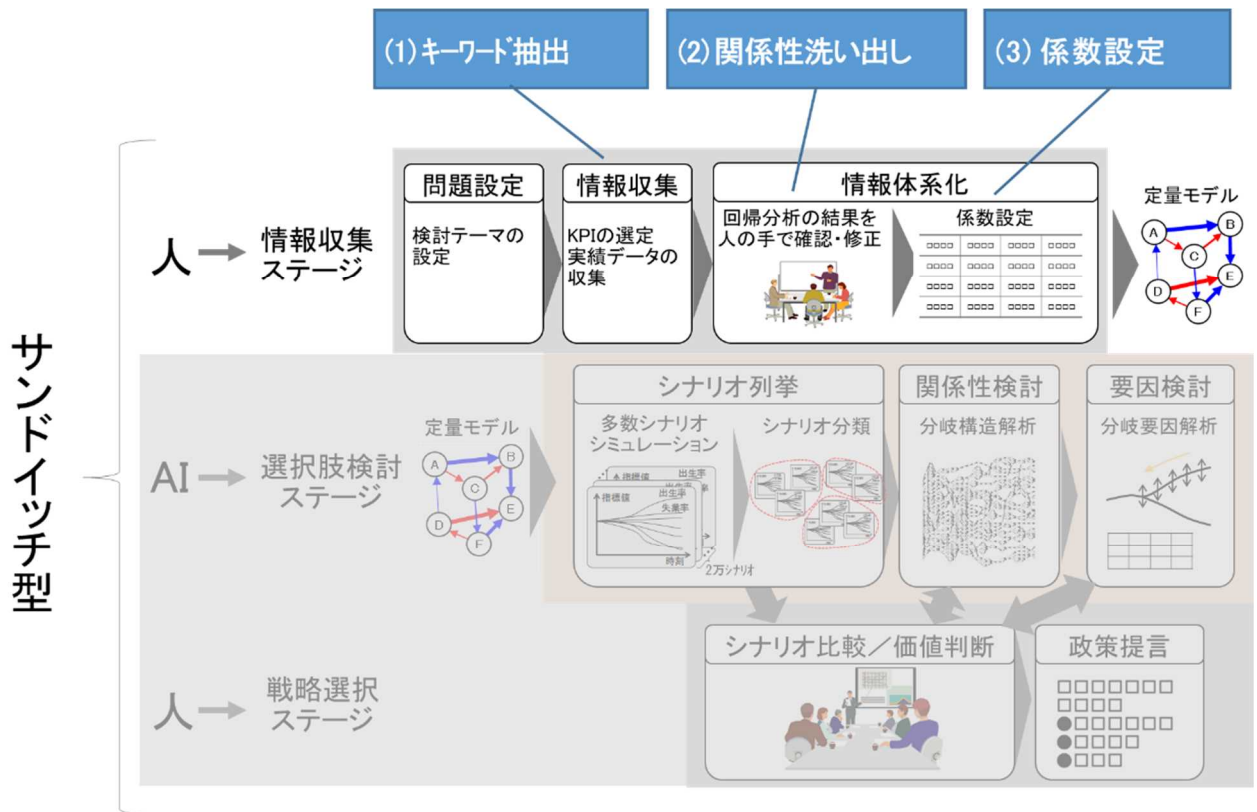 (1) キーワード抽出
(2) 関係性洗い出し
(3) 係数設定
サンドイッチ型
人
情報収集
ステージ
問題設定
検討テーマの
設定
情報収集
KPIの選定
実績データの
収集
情報体系化
回帰分析の結果を
人の手で確認・修正
係数設定
定量モデル
A
B
C
D
E
F
AI
選択肢検討
ステージ
定量モデル
A
B
C
D
E
F
シナリオ列挙
多数シナリオ
シミュレーション
指標値
出生率
失業率
時刻
2万シナリオ
シナリオ分類
関係性検討
分岐構造解析
要因検討
分岐要因解析
人
戦略選択
ステージ
シナリオ比較／価値判断
政策提言